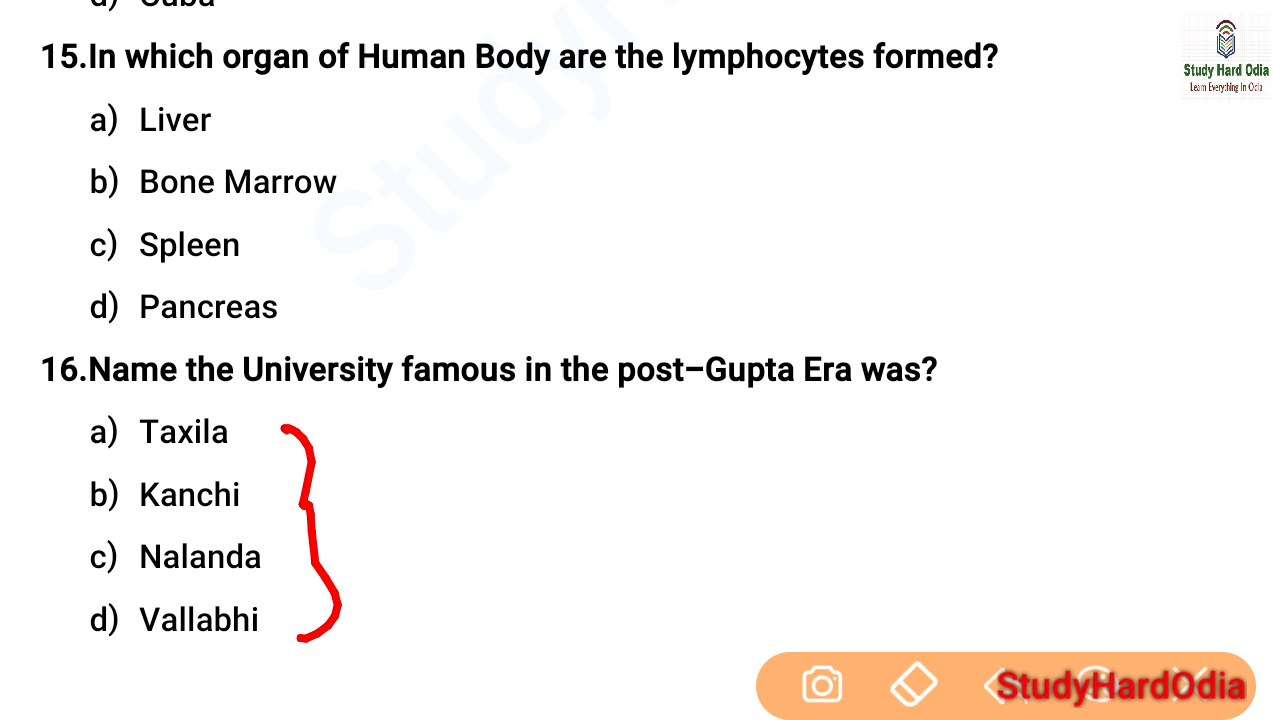 d) Cuba
15.In which organ of Human Body are the lymphocytes formed?
Study Hard Odia
Learn Everything In Odia
a) Liver
b) Bone Marrow
c) Spleen
d) Pancreas
16.Name the University famous in the post–Gupta Era was?
a) Taxila
b) Kanchi
c) Nalanda
d) Vallabhi
StudyHardOdia